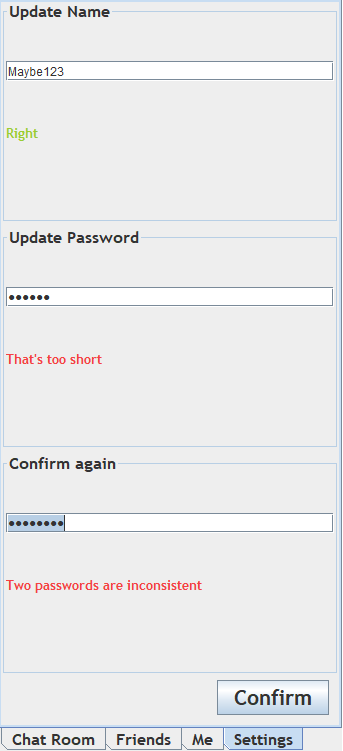 Update Name
Maybe123
Right
Update Password
••••••
That's too short
Confirm again
••••••••
Two passwords are inconsistent
Confirm
Chat Room Friends Me Settings